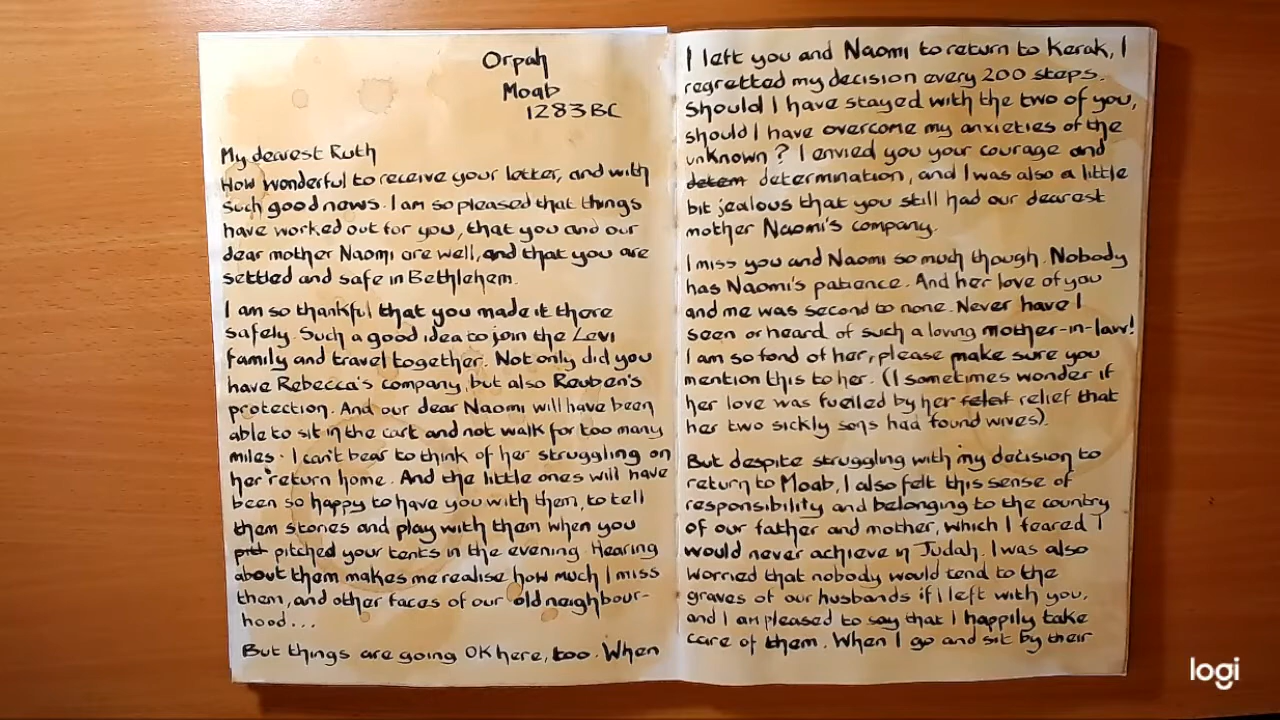 Orpah
Moab
1283BC
My dearest Ruth
How wonderful to receive your letter, and with
such good news. I am so pleased that things
have worked out for you, that you and our
dear mother Naomi are well, and that you are
settled and safe in Bethlehem.
I am so thankful that you made it there
safely. Such a good idea to join the Levi
family and travel together. Not only did you
have Rebecca's company, but also Reuben's
protection. And our dear Naomi will have been
able to sit in the cart and not walk for too many
miles. I can't bear to think of her struggling on
her return home. And the little ones will have
been so happy to have you with them, to tell
them stories and play with them when you
pitch pitched your tents in the evening. Hearing
about them makes me realise how much I miss
them, and other faces of our old neighbour-
hood...
But things are going OK here, too. When
I left you and Naomi to return to Kerak, I
regretted my decision every 200 steps.
Should I have stayed with the two of you,
should I have overcome my anxieties of the
unknown? I envied you your courage and
detem determination, and I was also a little
bit jealous that you still had our dearest
mother Naomi's company.
I miss you and Naomi so much though. Nobody
has Naomi's patience. And her love of you
and me was second to none. Never have I
seen or heard of such a loving mother-in-law!
I am so fond of her, please make sure you
mention this to her. (I sometimes wonder if
her love was fuelled by her relief that
her two sickly sons had found wives).
But despite struggling with my decision to
return to Moab, I also felt this sense of
responsibility and belonging to the country
of our father and mother, which I feared I
would never achieve in Judah. I was also
worried that nobody would tend to the
graves of our husbands if I left with you,
and I am pleased to say that I happily take
care of them. When I go and sit by their
logi